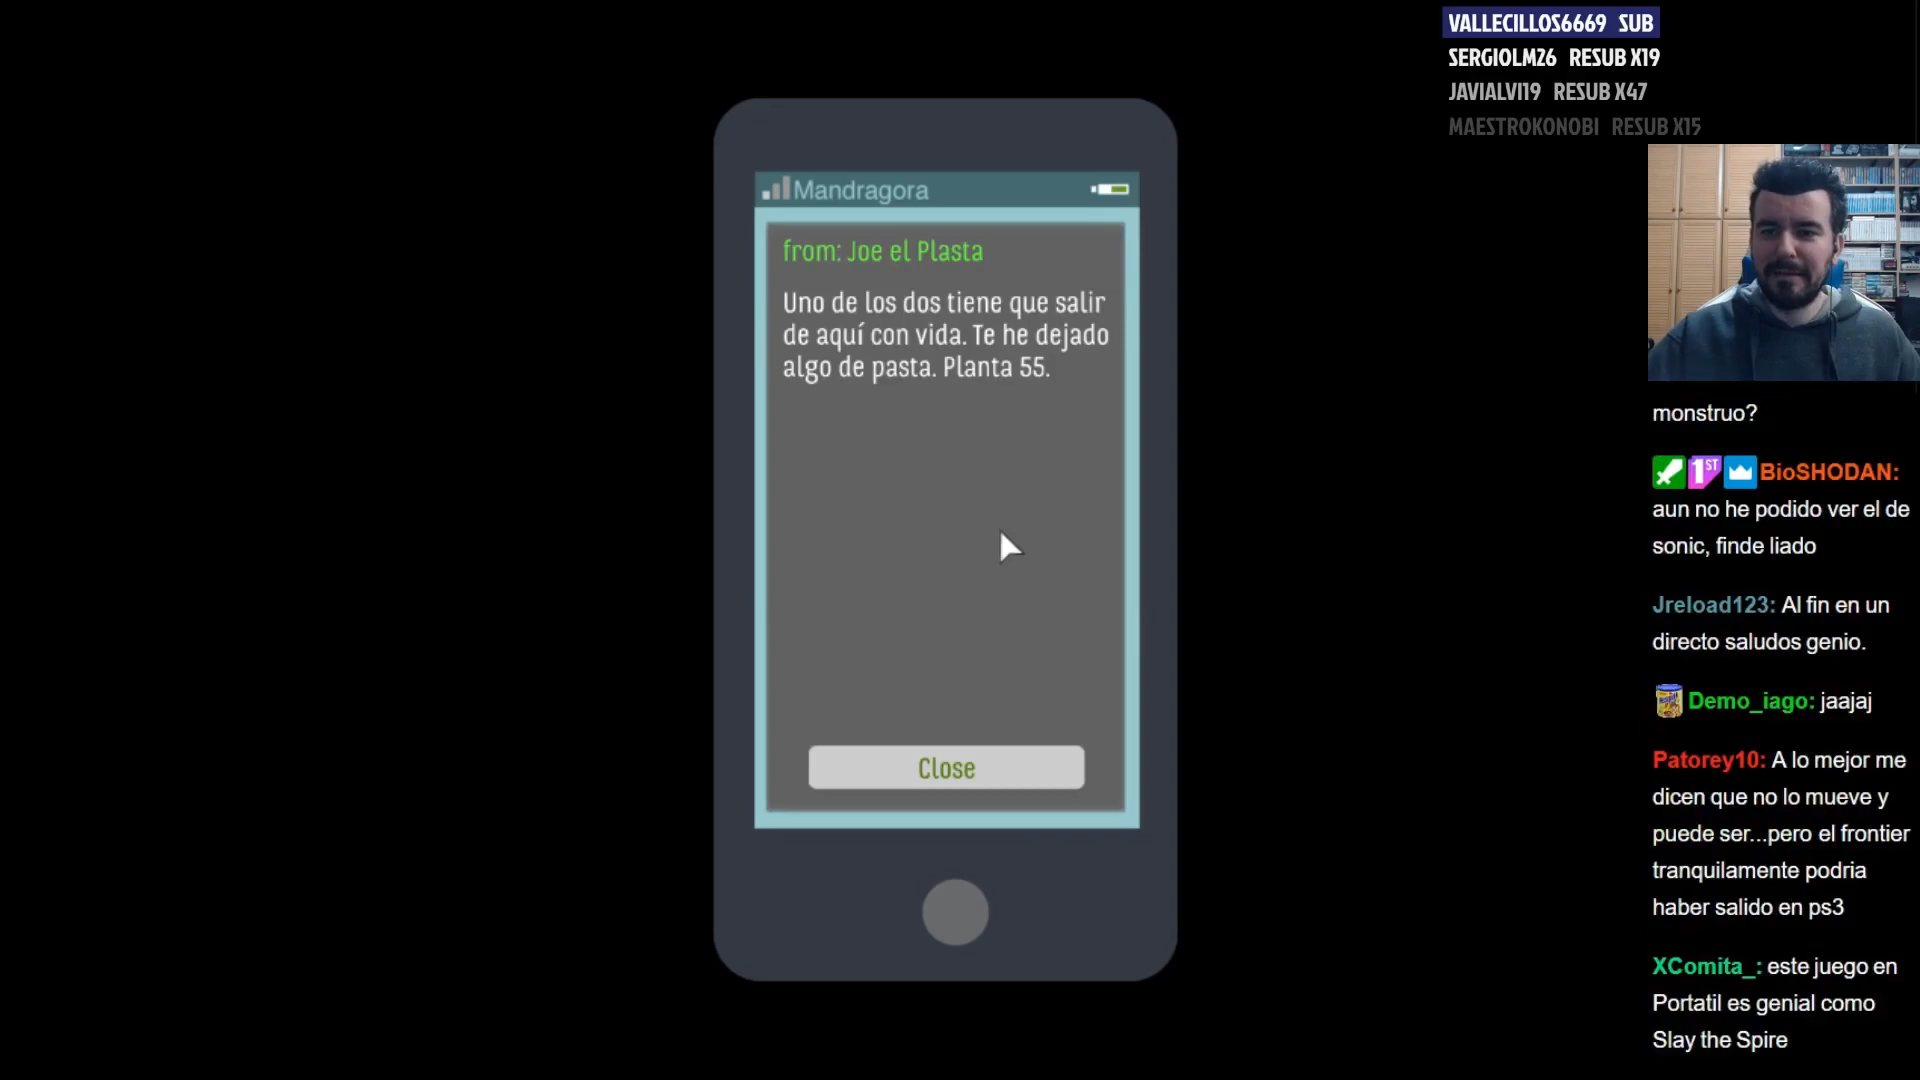 VALLECILLOS6669 SUB
SERGIOLM26 RESUB X19
JAVIALVI19 RESUB X47
MAESTROKONOBI RESUB X15
Mandragora
from: Joe el Plasta
Uno de los dos tiene que salir
de aquí con vida. Te he dejado
algo de pasta. Planta 55.
Close
monstruo?
1ST BioSHODAN:
aun no he podido ver el de
sonic, finde liado
Jreload123: Al fin en un
directo saludos genio.
Demo_iago: jaajaj
Patorey10: A lo mejor me
dicen que no lo mueve y
puede ser...pero el frontier
tranquilamente podria
haber salido en ps3
XComita_: este juego en
Portatil es genial como
Slay the Spire